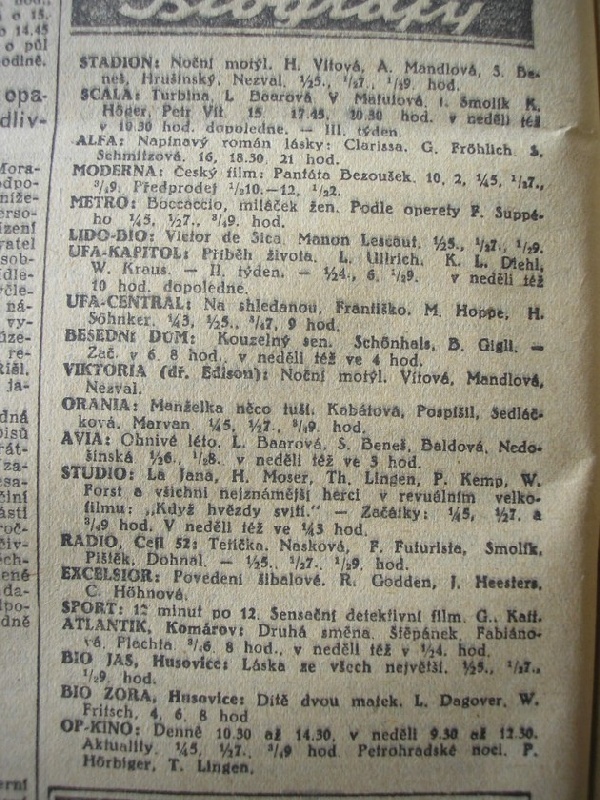 Biografy
STADION: Noční motýl. H. Vítová, A. Mandlová, S. Be-
neš, Hrušínský, Nezval, ½5., ¾7., ½9. hod.
SCALA: Turbina, L. Baarová V Matulová, I. Smolík K.
Höger, Petr Vít. 15 17.45, 20.30 hod. v neděli též
v 10.30 hod. dopoledne. — III. týden
ALFA: Napínavý román lásky: Clarissa. G. Fröhlich S.
Schmitzová. 16, 18.30, 21 hod.
MODERNA: Český film: Pantáta Bezoušek. 10, 2, ¼5, ½7.,
¾9. Předprodej ½10.—12, ½2.
METRO: Boccaccio, miláček žen. Podle operety F. Suppé-
ho ¼5, ½7., ¾9. hod.
LIDO-DIO: Victor de Sica, Manon Lescaut, ½5., ½7., ½9.
UFA-KAPITOL: Příběh života. L. Ullrich, K. L. Diehl,
W. Kraus. — II. týden. — ¼4., 6, ½9. v neděli též
10 hod. dopoledne.
UFA-CENTRAL: Na shledanou, Františko. M. Hoppe, H.
Söhnker. ¼3, ½5., ¾7, 9 hod.
BESEDNÍ DŮM: Kouzelný sen. Schönhals, B. Gigli. —
Zač. v 6. 8 hod., v neděli též ve 4 hod.
VIKTORIA (dř. Edison): Noční motýl. Vítová, Mandlová,
Nezval.
ORANIA: Manželka něco tuší. Kabátová, Pospíšil, Sedláč-
ková, Marvan ¼5, ½7., ¾9. hod.
AVIA: Ohnivé léto. L. Baarová, S. Beneš, Baldová, Nedo-
šínská ½6., ½8. v neděli též ve 3 hod.
STUDIO: La Jana, H. Moser, Th. Lingen, P. Kemp, W.
Forst a všichni nejznámější herci v revuálním velko-
filmu: „Když hvězdy svítí." — Začátky: ¼5, ½7. a
¾9 hod. V neděli též ve ¼3 hod.
RADIO, Cejl 52: Tetička. Nasková, F. Futurista, Smolík,
Pištěk, Dohnal. — ½5., ½7., ½9. hod.
EXCELSIOR: Povedení šibalové. R. Godden, J. Heesters,
C. Höhnová.
SPORT: 12 minut po 12. Sensační detektivní film. G.
ATLANTIK, Komárov: Druhá směna. Štěpánek, Fabiáno-
vá, Plachta ¾6. 8 hod., v neděli též v ½4. hod.
BIO JAS, Husovice: Láska ze všech největší. ½5., ½7.,
½9. hod.
BIO ZORA, Husovice: Dítě dvou matek. L. Dagover, W.
Fritsch, 4, 6, 8 hod
OP-KINO: Denně 10.30 až 14.30, v neděli 9.30 až 12.30.
Aktuality. ¼5, ½7., ¾9 hod Petrohradské noci. P.
Hörbiger, T. Lingen.